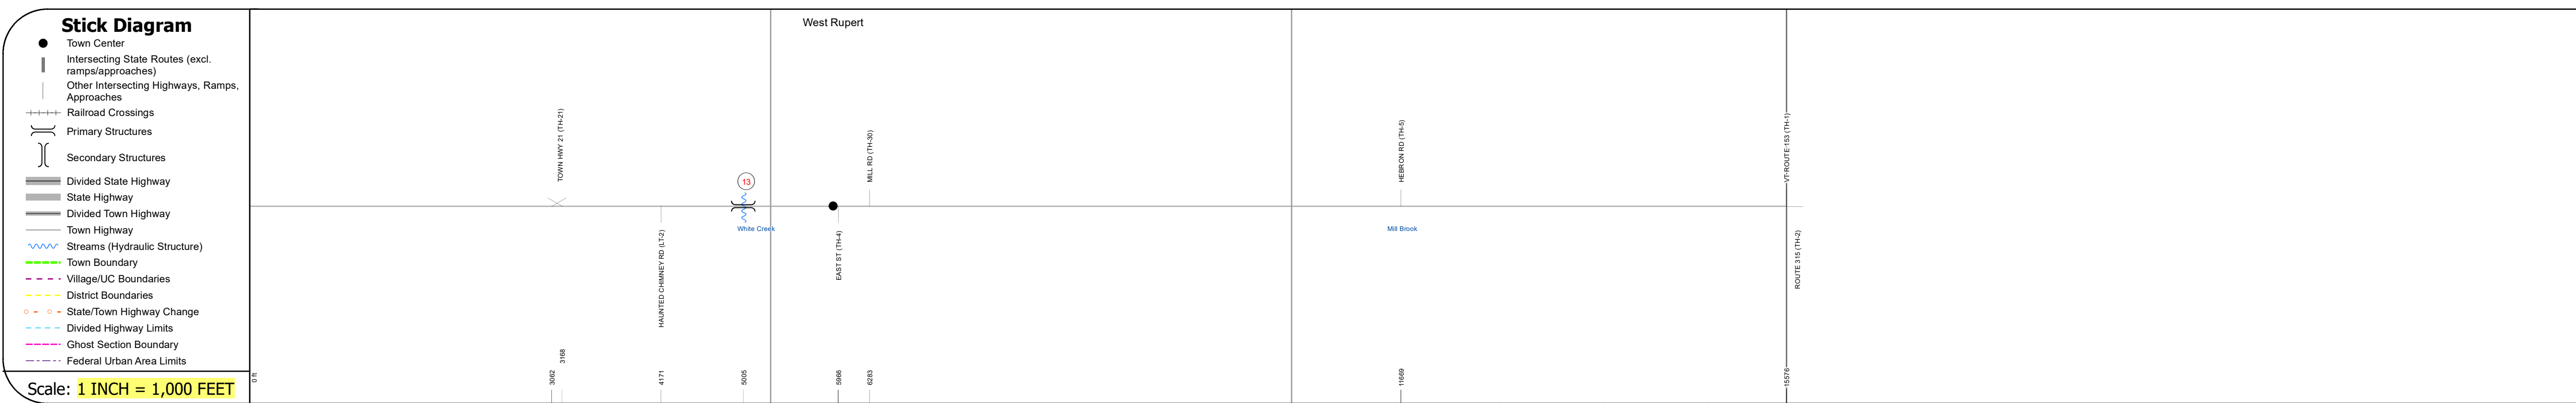 Stick Diagram
Town Center
Intersecting State Routes (excl.
ramps/approaches)
Other Intersecting Highways, Ramps,
Approaches
Railroad Crossings
Primary Structures
Secondary Structures
Divided State Highway
State Highway
Divided Town Highway
Town Highway
Streams (Hydraulic Structure)
Town Boundary
Village/UC Boundaries
District Boundaries
State/Town Highway Change
Divided Highway Limits
Ghost Section Boundary
Federal Urban Area Limits
Scale: 1 INCH = 1,000 FEET
West Rupert
TOWN HWY 21 (TH-21)
HAUNTED CHIMNEY RD (LT-2)
13
White Creek
EAST ST (TH-4)
MILL RD (TH-30)
HEBRON RD (TH-5)
Mill Brook
VT ROUTE 153 (TH-1)
ROUTE 315 (TH-2)
0 ft
3062
3168
4171
5005
5966
6283
11669
15576